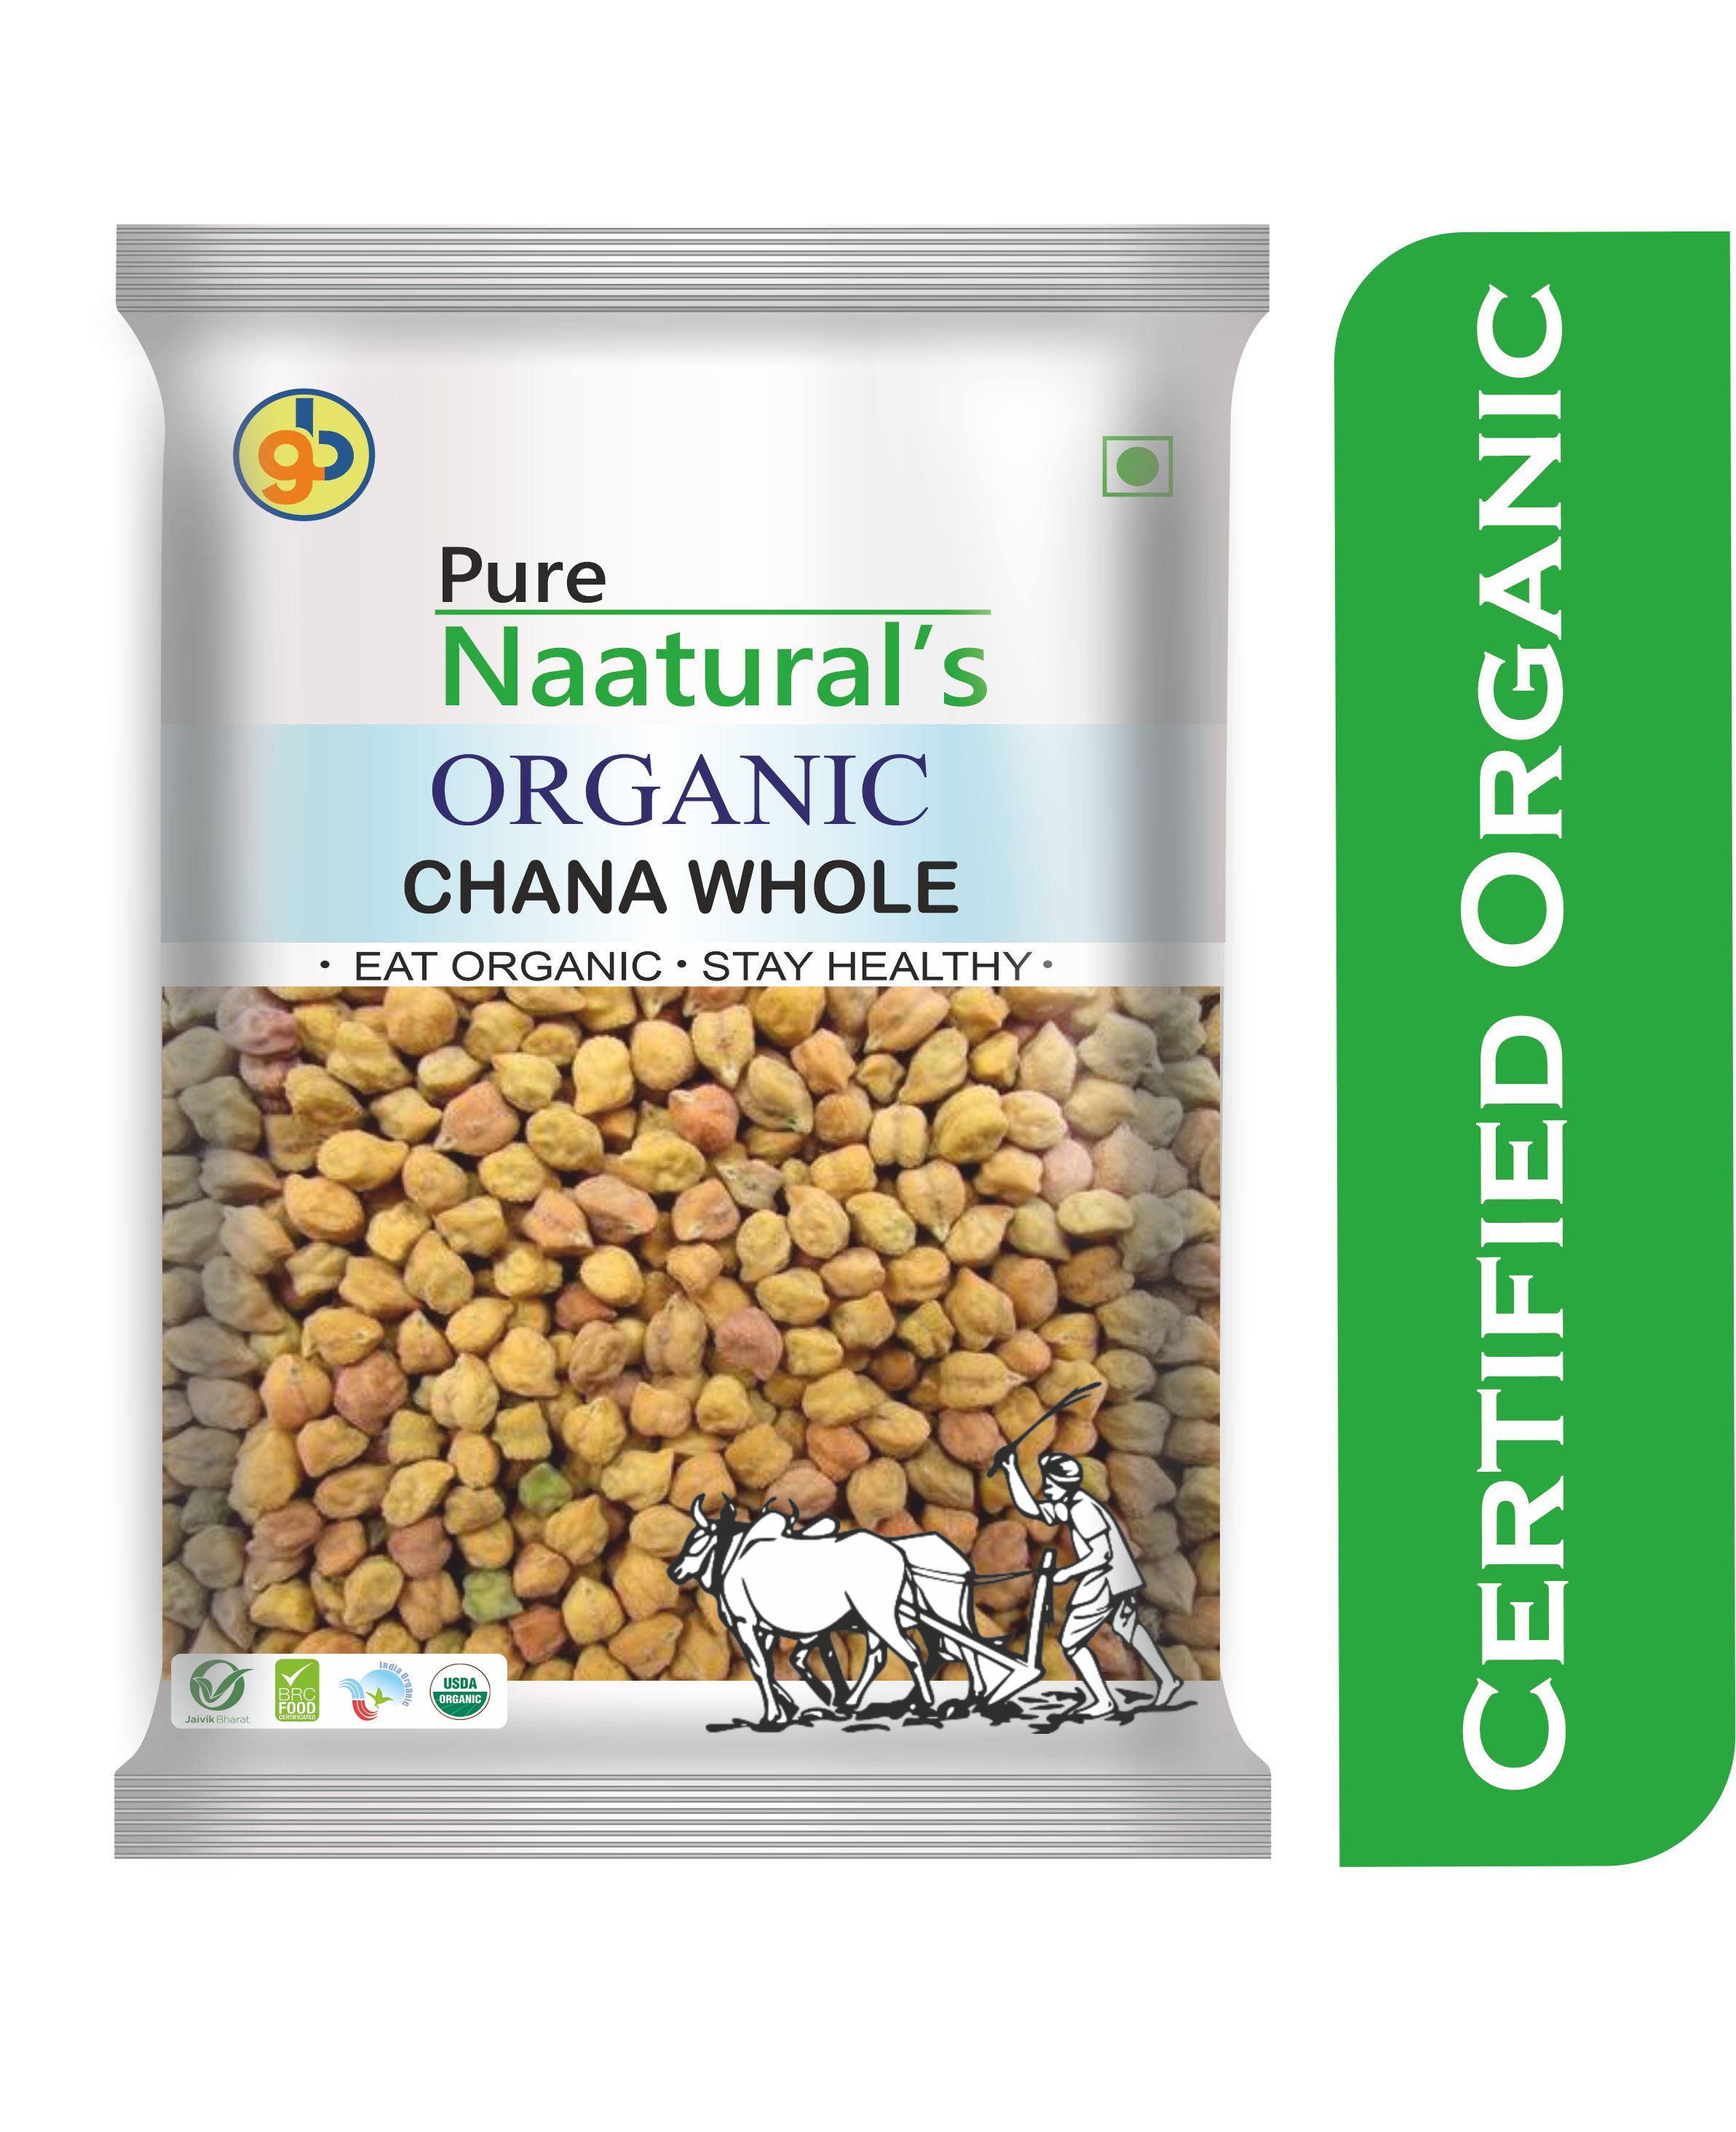 gb
Pure
Naatural's
ORGANIC
CHANA WHOLE
• EAT ORGANIC • STAY HEALTHY •
Jaivik Bharat
BRC
FOOD
CERTIFICATED
India Organic
USDA
ORGANIC
CERTIFIED ORGANIC